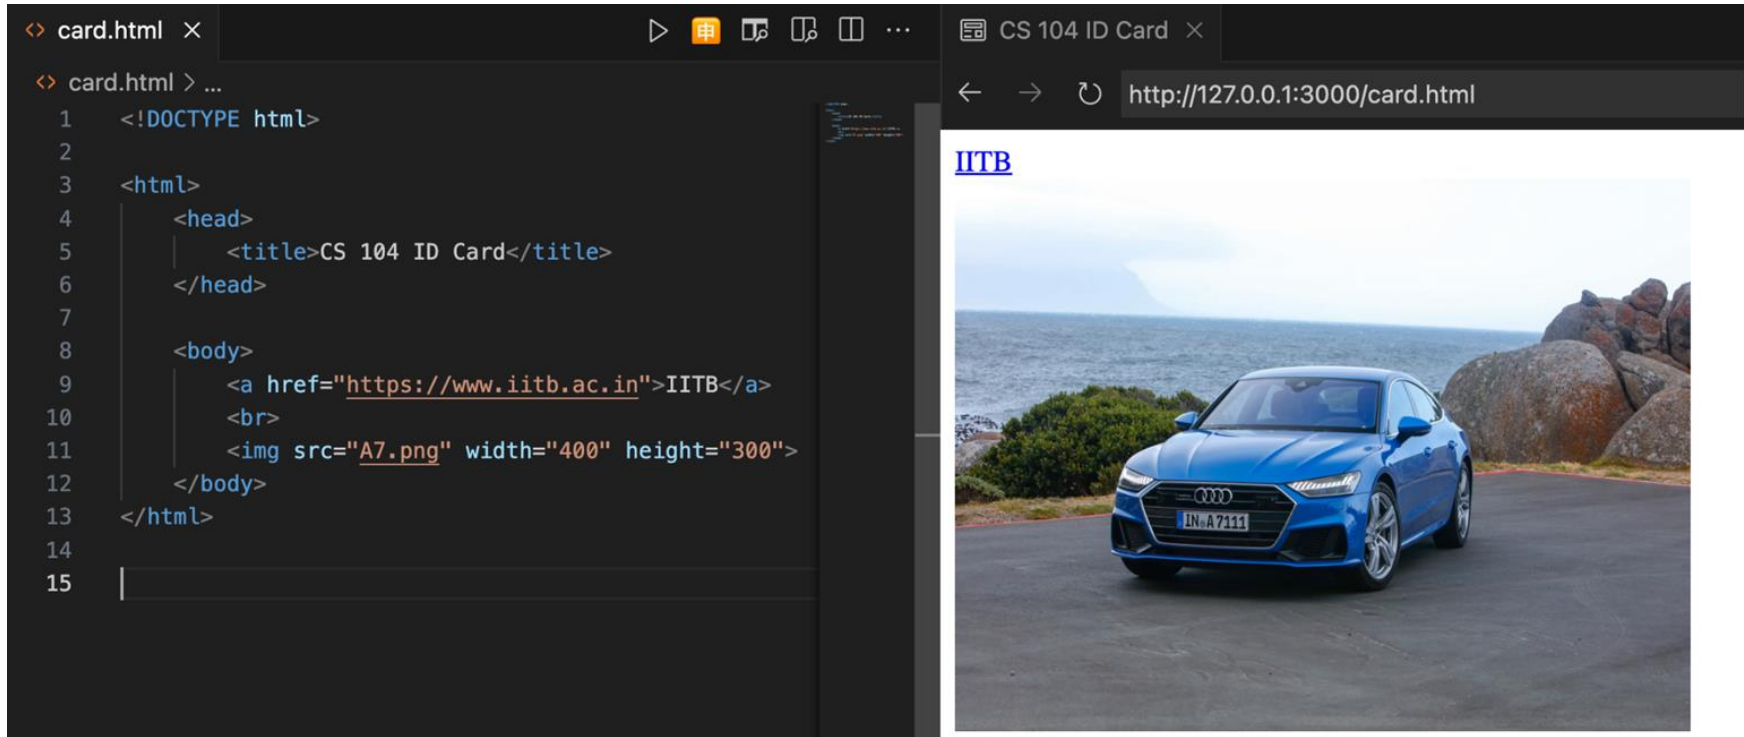 card.html
card.html > ...
1 <!DOCTYPE html>
2
3 <html>
4 <head>
5 <title>CS 104 ID Card</title>
6 </head>
7
8 <body>
9 <a href="https://www.iitb.ac.in">IITB</a>
10 <br>
11 <img src="A7.png" width="400" height="300">
12 </body>
13 </html>
14
15
申
CS 104 ID Card
http://127.0.0.1:3000/card.html
IITB
IN A 7111